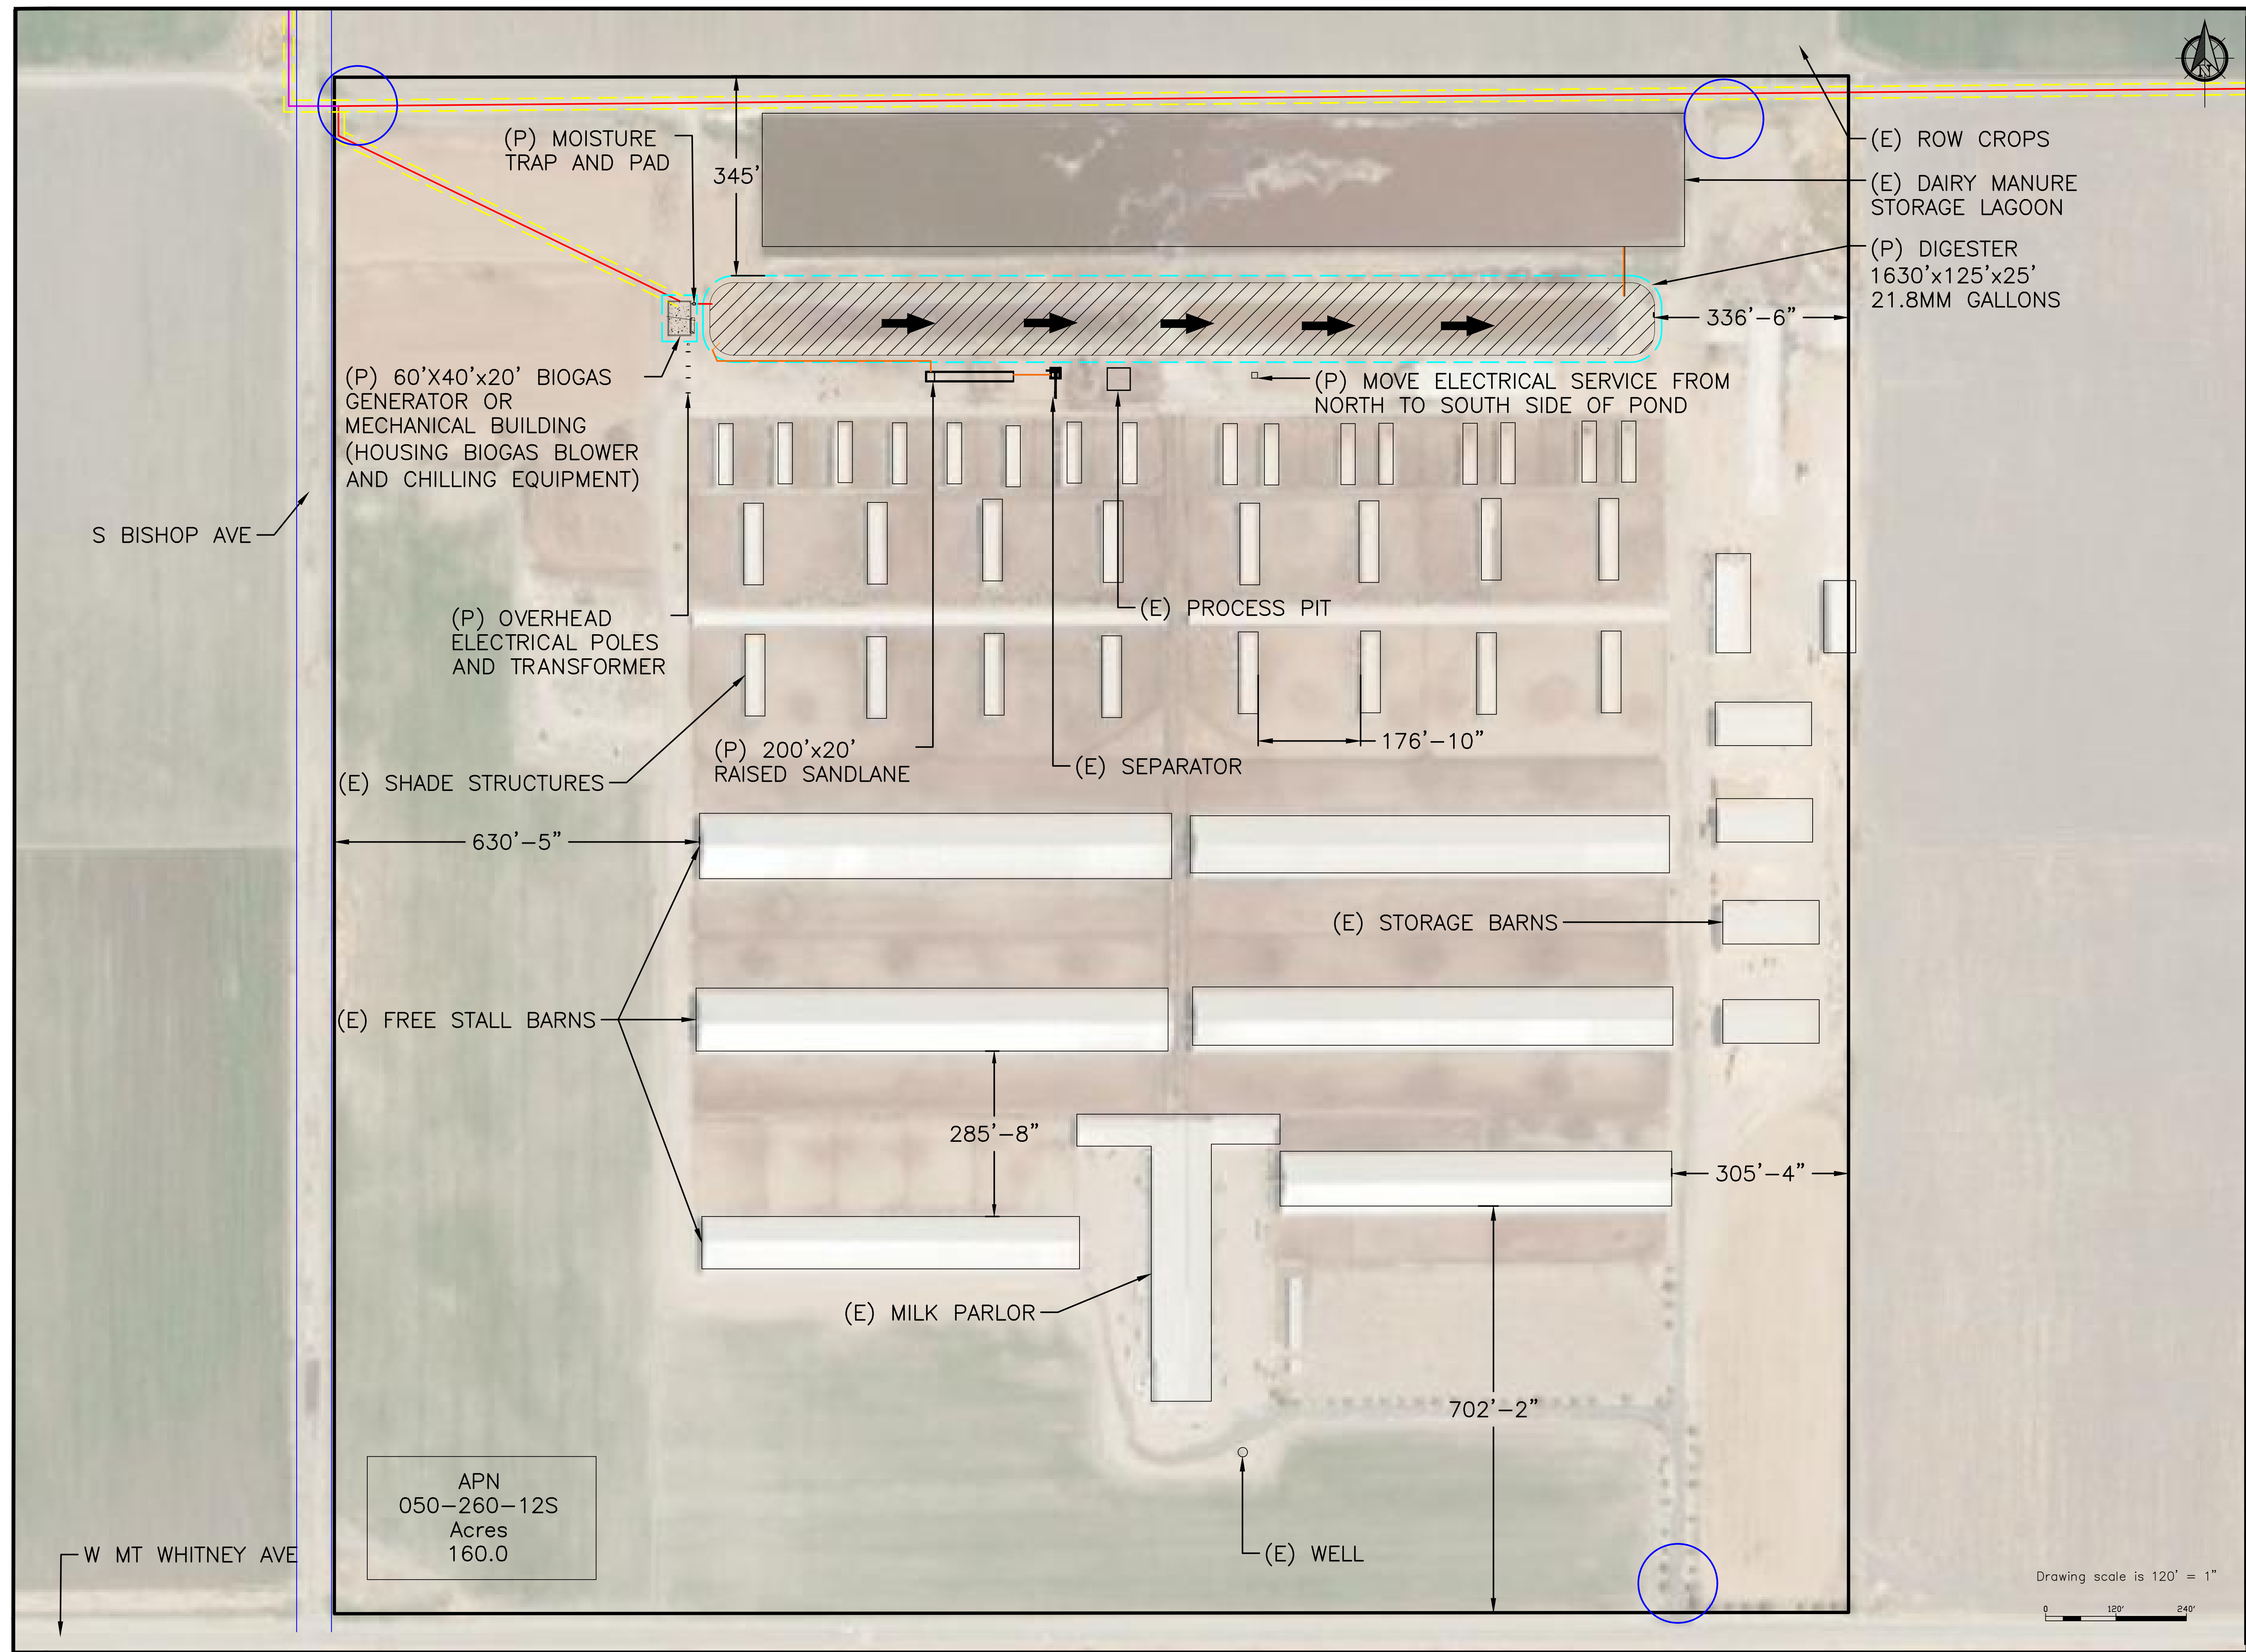 N
(P) MOISTURE
TRAP AND PAD
345'
(E) ROW CROPS
(E) DAIRY MANURE
STORAGE LAGOON
(P) DIGESTER
1630'x125'x25'
21.8MM GALLONS
336'-6"
(P) 60'X40'x20' BIOGAS
GENERATOR OR
MECHANICAL BUILDING
(HOUSING BIOGAS BLOWER
AND CHILLING EQUIPMENT)
(P) MOVE ELECTRICAL SERVICE FROM
NORTH TO SOUTH SIDE OF POND
S BISHOP AVE
(P) OVERHEAD
ELECTRICAL POLES
AND TRANSFORMER
(E) PROCESS PIT
(P) 200'x20'
RAISED SANDLANE
(E) SEPARATOR
176'-10"
(E) SHADE STRUCTURES
630'-5"
(E) STORAGE BARNS
(E) FREE STALL BARNS
285'-8"
305'-4"
(E) MILK PARLOR
702'-2"
APN
050-260-12S
Acres
160.0
W MT WHITNEY AVE
(E) WELL
Drawing scale is 120' = 1"
0 120' 240'